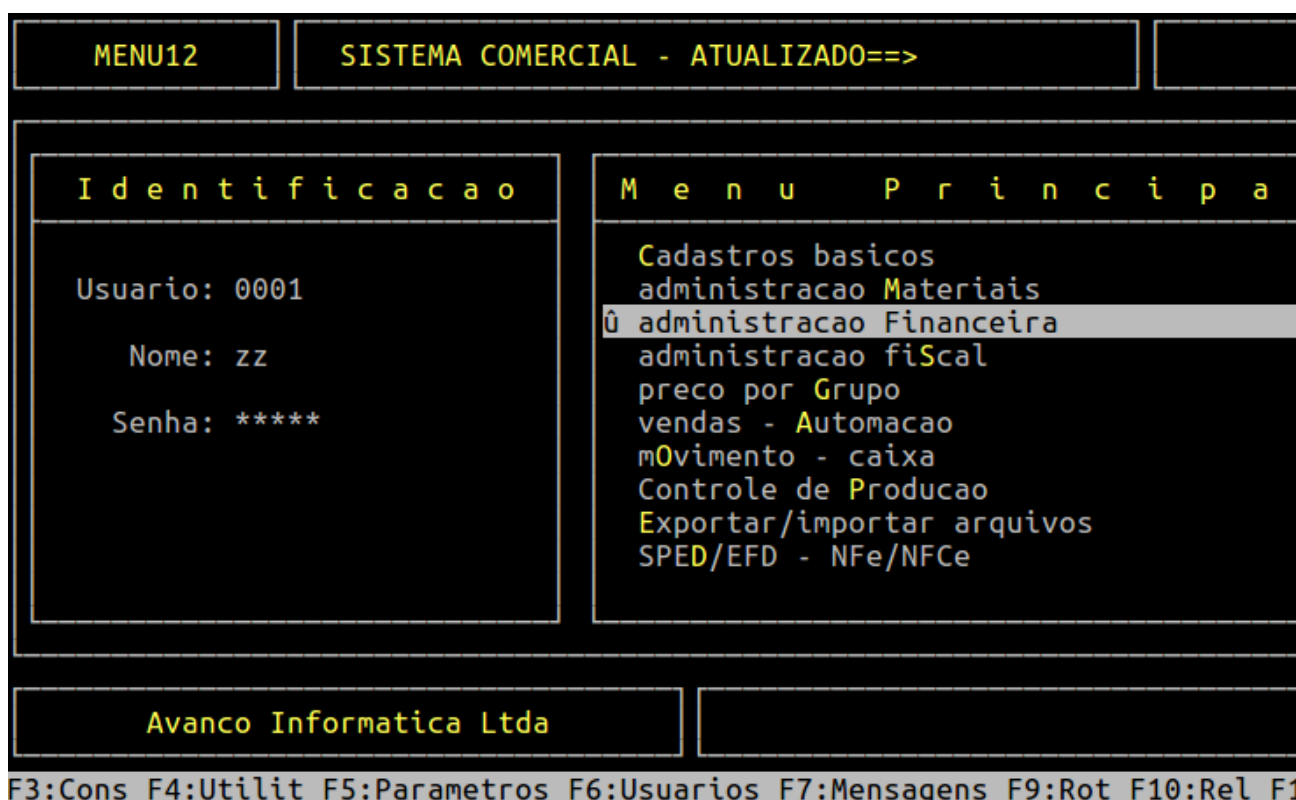 MENU12
SISTEMA COMERCIAL - ATUALIZADO==>
I d e n t i f i c a c a o
Usuario: 0001
Nome: zz
Senha: *****
M e n u   P r i n c i p a
Cadastros basicos
administracao Materiais
û administracao Financeira
administracao fiScal
preco por Grupo
vendas - Automacao
mOvimento - caixa
Controle de Producao
Exportar/importar arquivos
SPED/EFD - NFe/NFCe
Avanco Informatica Ltda
F3:Cons F4:Utilit F5:Parametros F6:Usuarios F7:Mensagens F9:Rot F10:Rel F1